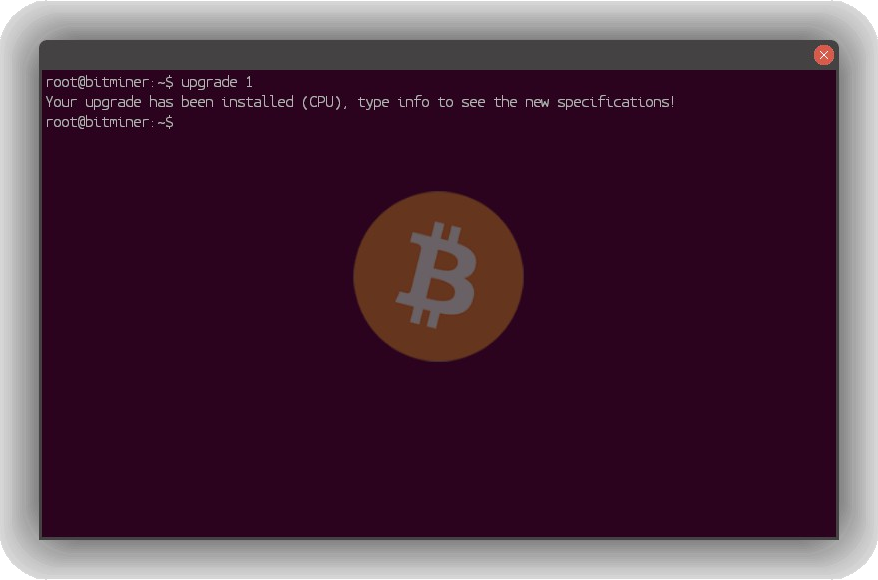 root@bitminer:~$ upgrade 1
Your upgrade has been installed (CPU), type info to see the new specifications!
root@bitminer:~$